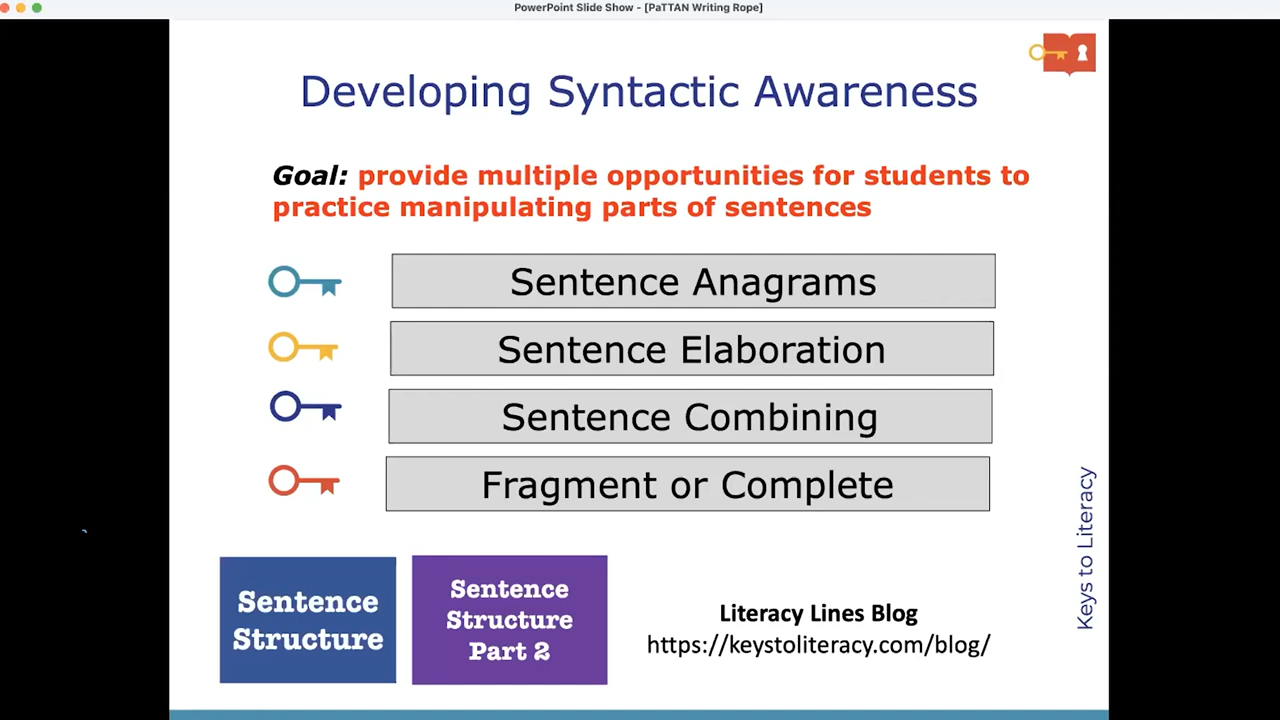 PowerPoint Slide Show - [PaTTAN Writing Rope]
Developing Syntactic Awareness
Goal: provide multiple opportunities for students to
practice manipulating parts of sentences
Sentence Anagrams
Sentence Elaboration
Sentence Combining
Fragment or Complete
Sentence
Structure
Sentence
Structure
Part 2
Literacy Lines Blog
https://keystoliteracy.com/blog/
Keys to Literacy